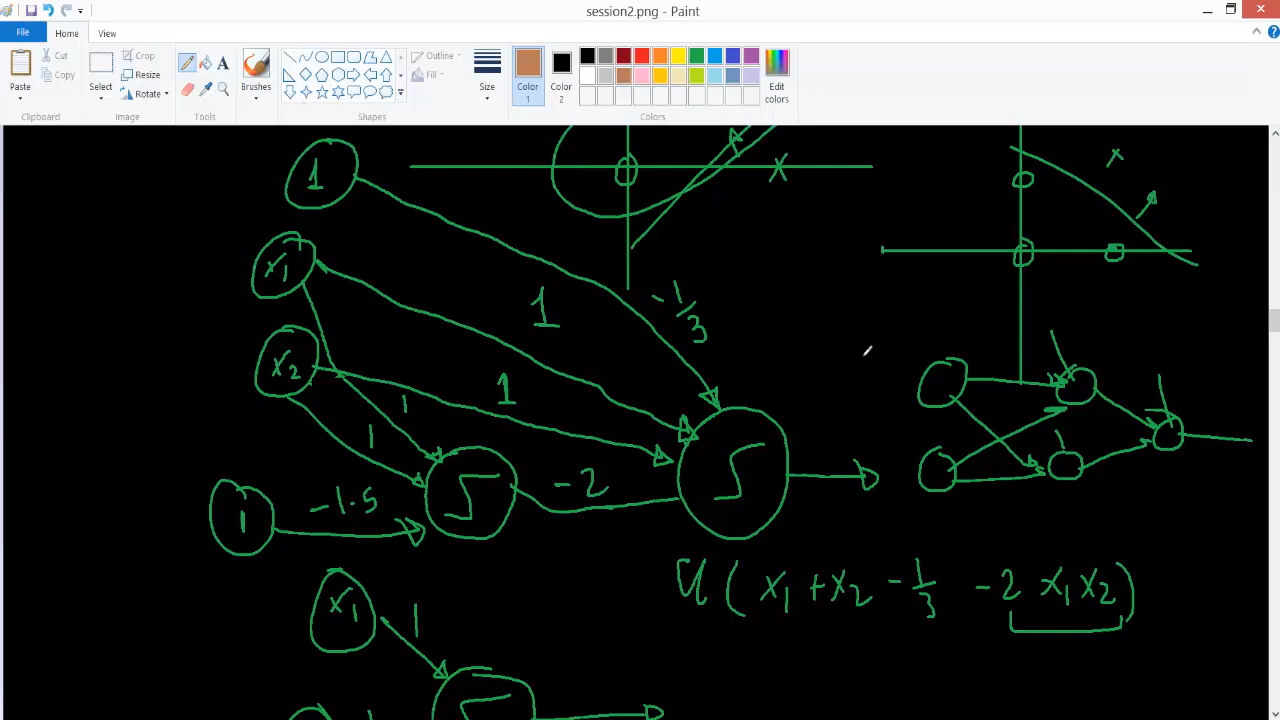 session2.png - Paint
File Home View
Paste
Cut
Copy
Clipboard
Select
Crop
Resize
Rotate
Image
A
Tools
Brushes
Outline
Fill
Shapes
Size
Color 1
Color 2
Edit colors
Colors
1
X
x
x1
1
-1/3
x2
1
1
1
1
-1.5
-2
u( x1 + x2 - 1/3 - 2 x1 x2 )
x1
1